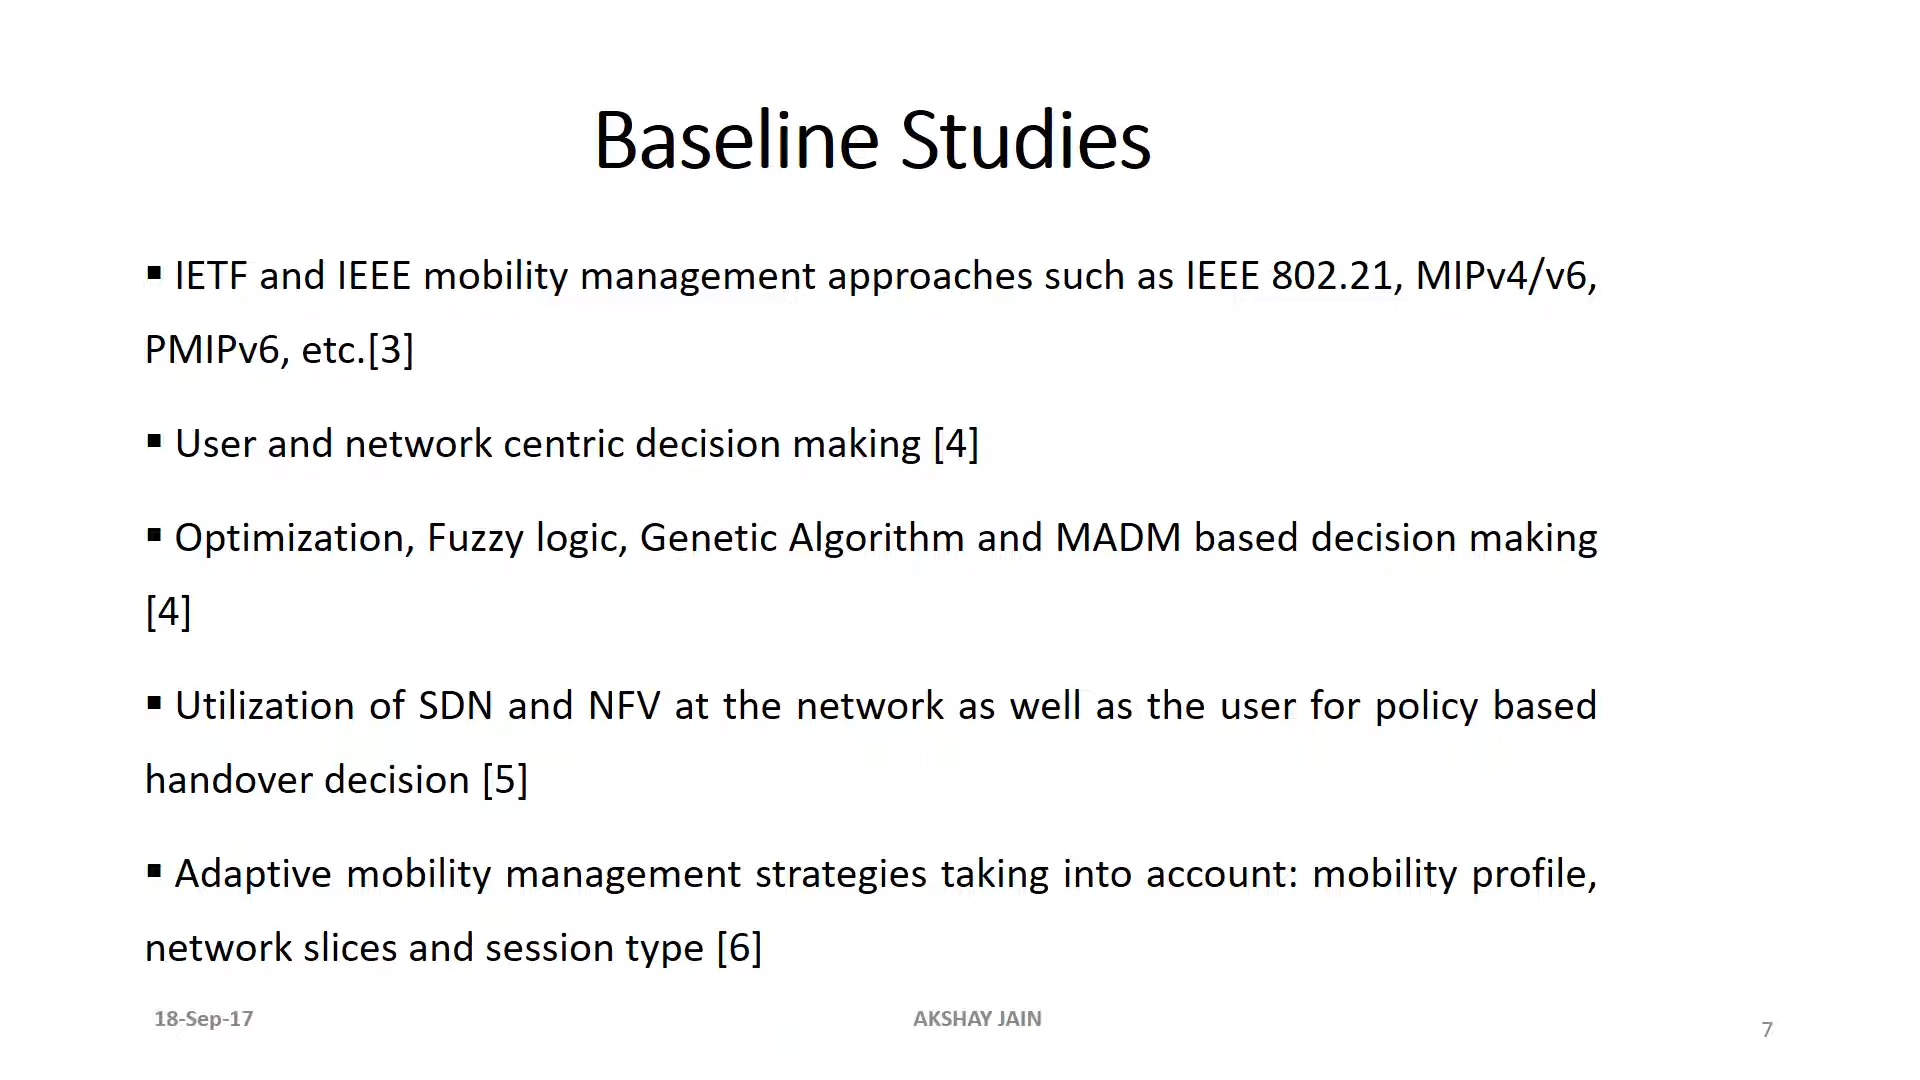 Baseline Studies
▪ IETF and IEEE mobility management approaches such as IEEE 802.21, MIPv4/v6,
PMIPv6, etc.[3]
▪ User and network centric decision making [4]
▪ Optimization, Fuzzy logic, Genetic Algorithm and MADM based decision making
[4]
▪ Utilization of SDN and NFV at the network as well as the user for policy based
handover decision [5]
▪ Adaptive mobility management strategies taking into account: mobility profile,
network slices and session type [6]
18-Sep-17
AKSHAY JAIN
7